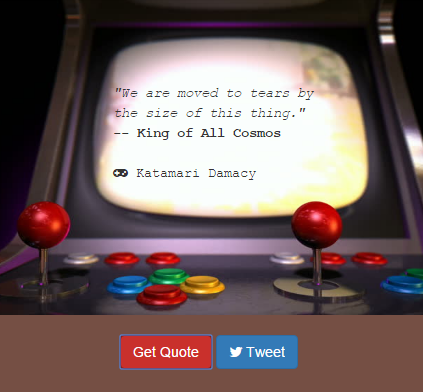 "We are moved to tears by
the size of this thing."
-- King of All Cosmos
Katamari Damacy
Get Quote Tweet